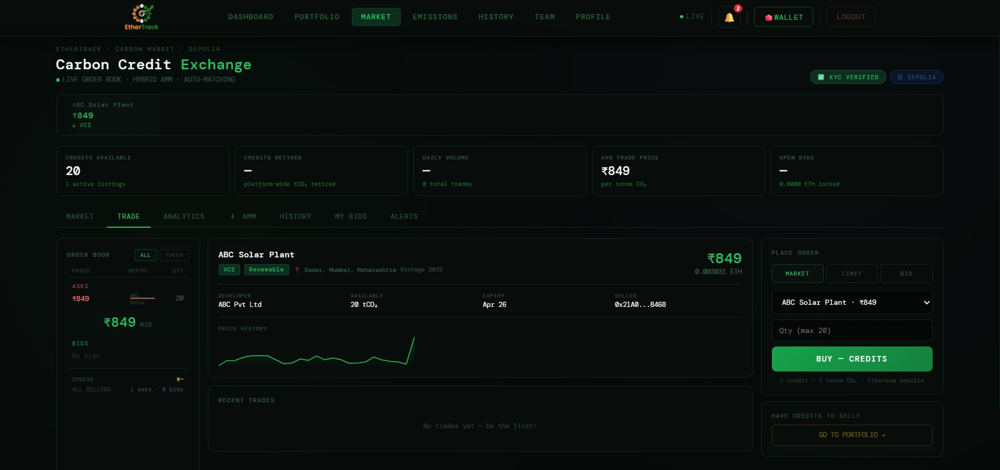 EtherTrack
DASHBOARD PORTFOLIO MARKET EMISSIONS HISTORY TEAM PROFILE
LIVE
2
WALLET
LOGOUT
ETHERTRACK · CARBON MARKET · SEPOLIA
Carbon Credit Exchange
LIVE ORDER BOOK · HYBRID AMM · AUTO-MATCHING
KYC VERIFIED
SEPOLIA
ABC Solar Plant
₹849
▲ VCS
CREDITS AVAILABLE
20
1 active listings
CREDITS RETIRED
—
platform-wide tCO₂ retired
DAILY VOLUME
—
0 total trades
AVG TRADE PRICE
₹849
per tonne CO₂
OPEN BIDS
—
0.0000 ETH locked
MARKET TRADE ANALYTICS AMM HISTORY MY BIDS ALERTS
ORDER BOOK ALL TOKEN
PRICE DEPTH QTY
ASKS
₹849 ABC Solar 20
₹849 MID
BIDS
No bids
SPREAD ₹—
ALL SELLERS 1 asks · 0 bids
ABC Solar Plant
VCS Renewable Dadar, Mumbai, Maharashtra Vintage 2025
₹849
0.003031 ETH
DEVELOPER
ABC Pvt Ltd
AVAILABLE
20 tCO₂
EXPIRY
Apr 26
SELLER
0x21A0...8468
PRICE HISTORY
RECENT TRADES
No trades yet — be the first!
PLACE ORDER
MARKET LIMIT BID
ABC Solar Plant · ₹849
Qty (max 20)
BUY — CREDITS
1 credit = 1 tonne CO₂ · Ethereum Sepolia
HAVE CREDITS TO SELL?
GO TO PORTFOLIO →